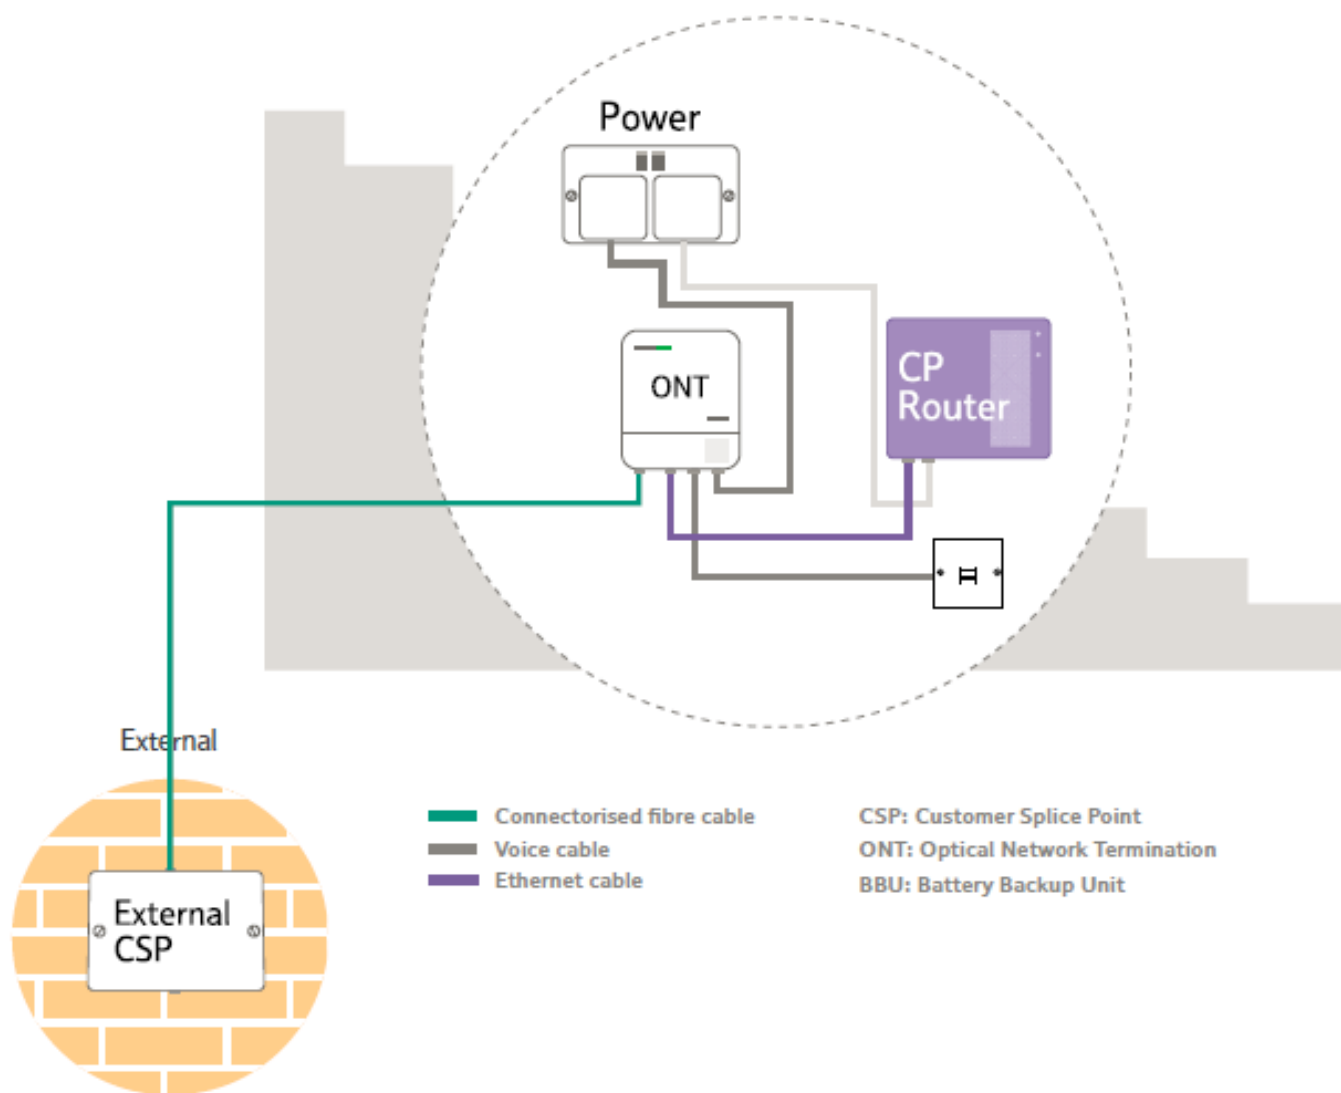 Power
ONT
CP
Router
External
External
CSP
Connectorised fibre cable
Voice cable
Ethernet cable
CSP: Customer Splice Point
ONT: Optical Network Termination
BBU: Battery Backup Unit